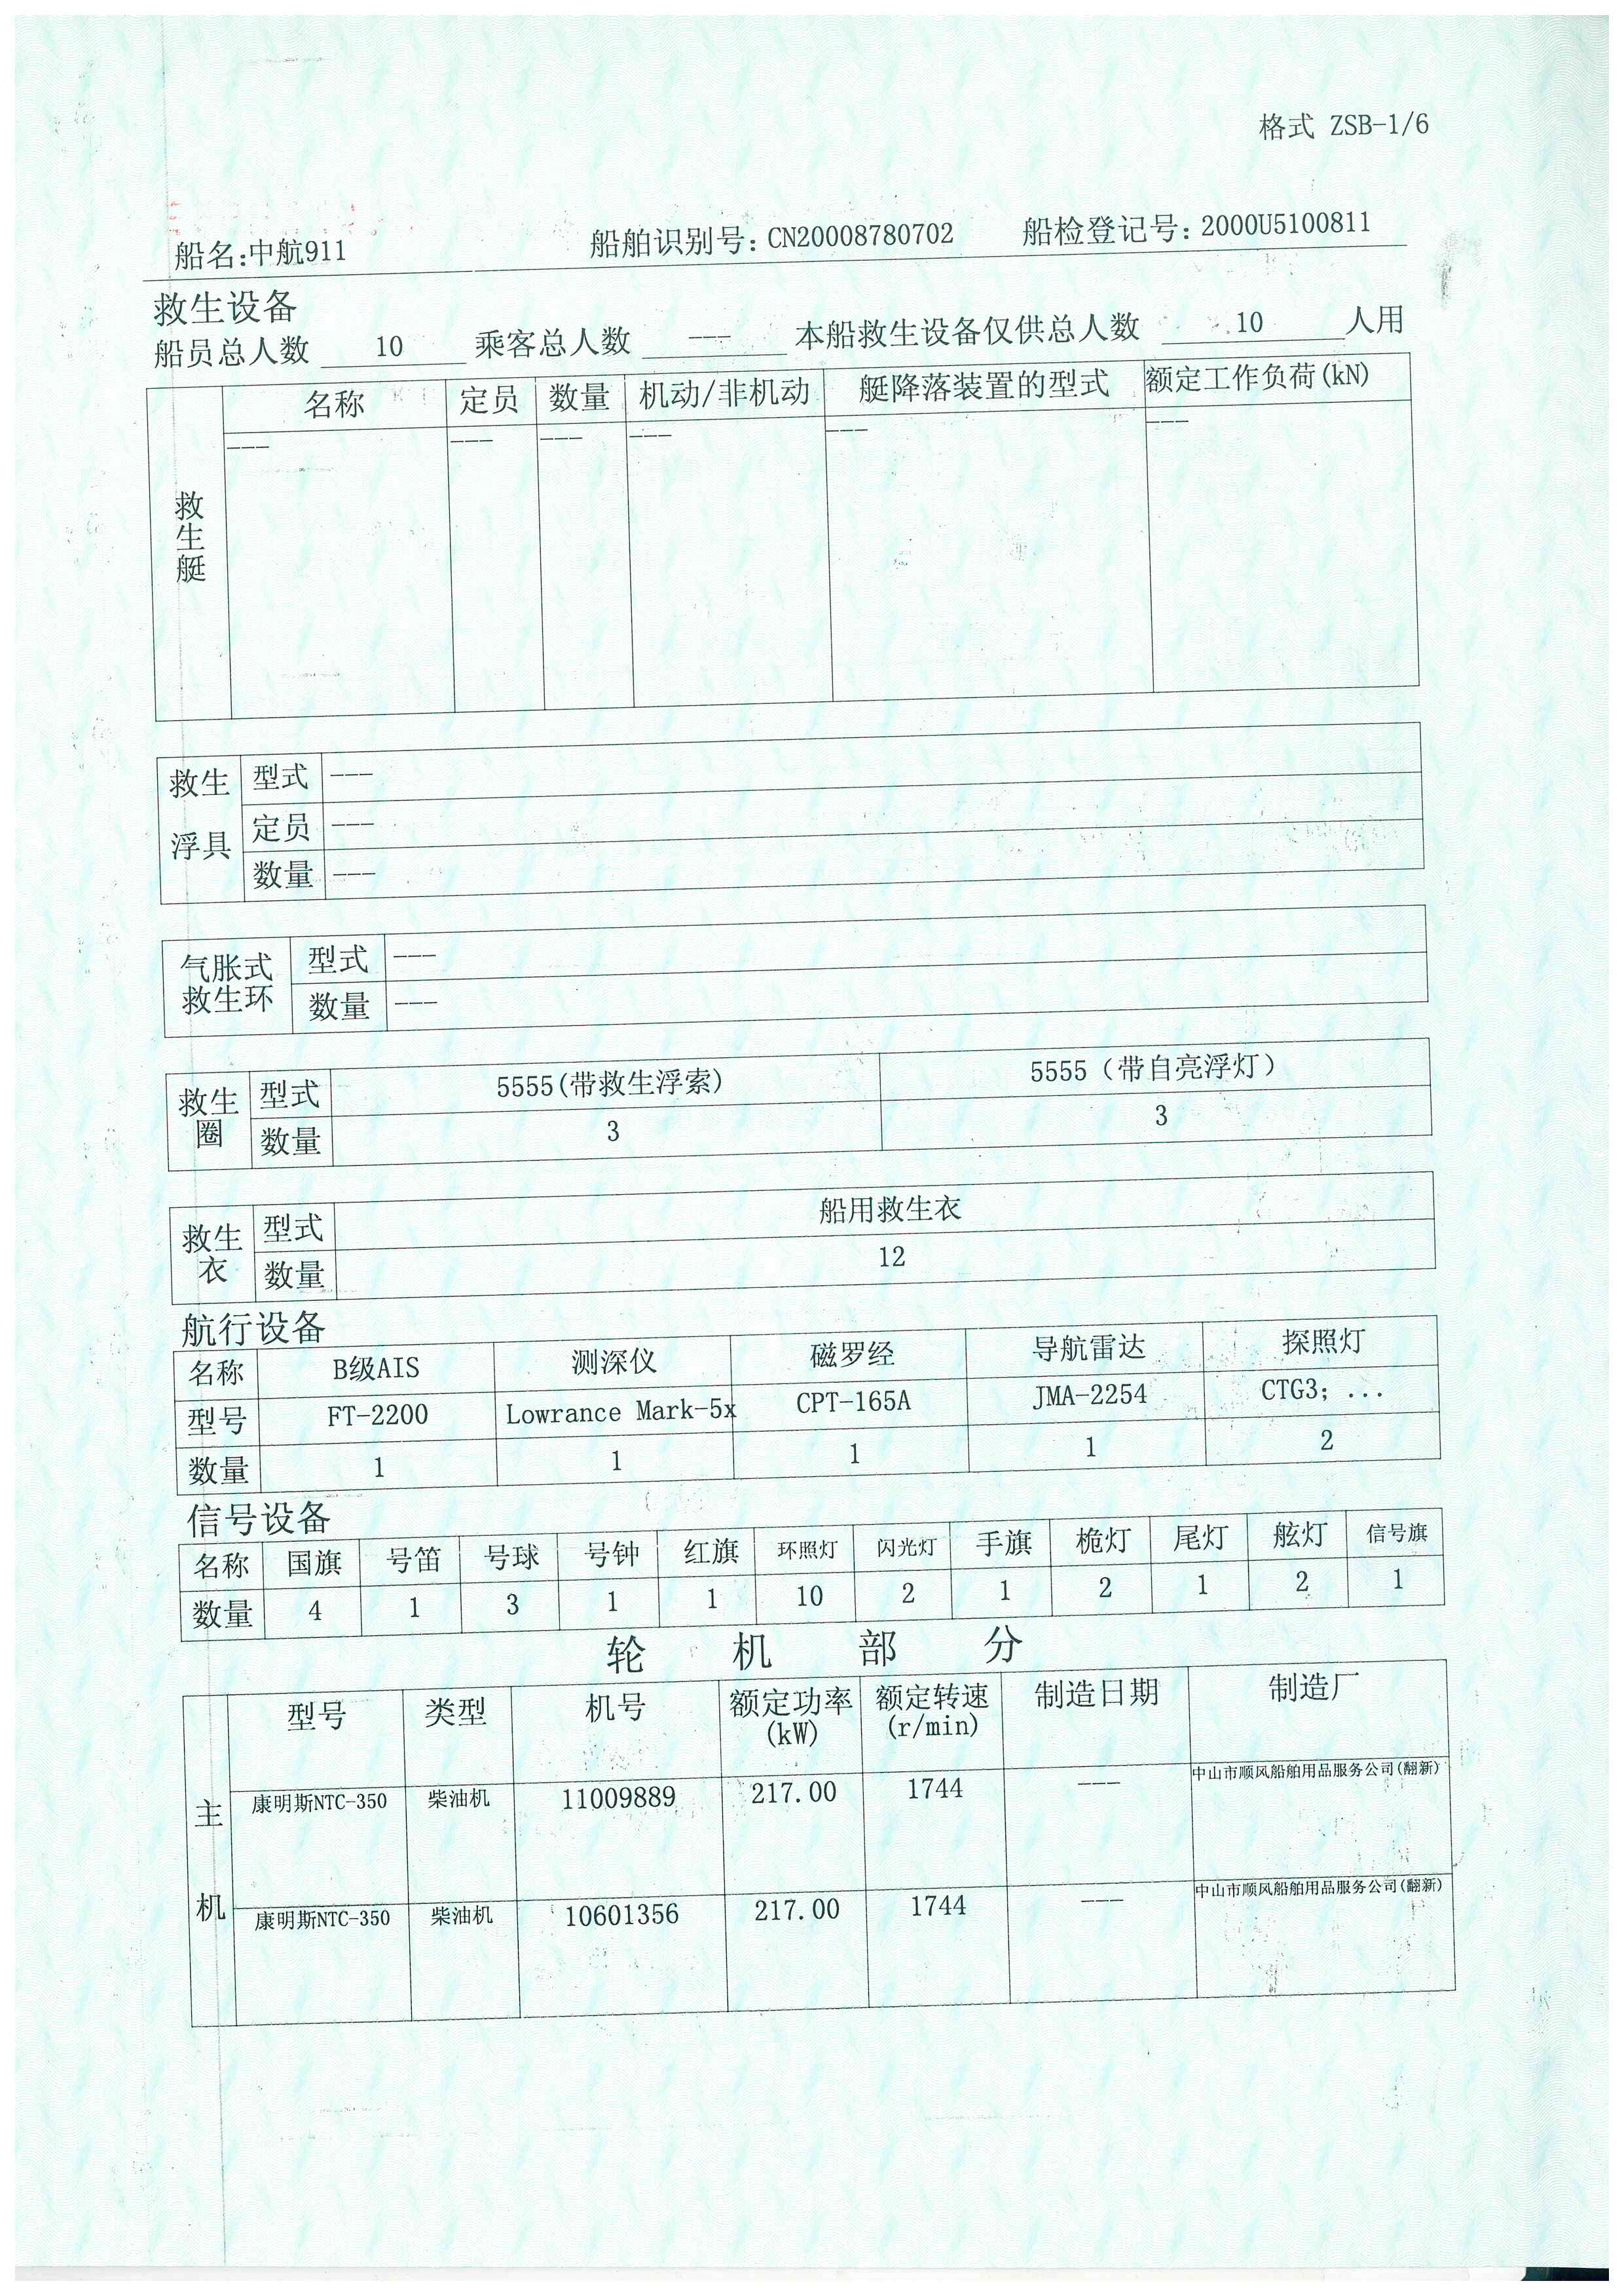 格式 ZSB-1/6
船名:中航911 船舶识别号:CN20008780702 船检登记号:2000U5100811
救生设备
船员总人数 10 乘客总人数 --- 本船救生设备仅供总人数 10 人用
救生艇
名称 定员 数量 机动/非机动 艇降落装置的型式 额定工作负荷(kN)
--- --- --- --- --- ---
救生浮具
型式 ---
定员 ---
数量 ---
气胀式救生环
型式 ---
数量 ---
救生圈
型式 5555(带救生浮索) 5555（带自亮浮灯）
数量 3 3
救生衣
型式 船用救生衣
数量 12
航行设备
名称 B级AIS 测深仪 磁罗经 导航雷达 探照灯
型号 FT-2200 Lowrance Mark-5x CPT-165A JMA-2254 CTG3; ...
数量 1 1 1 1 2
信号设备
名称 国旗 号笛 号球 号钟 红旗 环照灯 闪光灯 手旗 桅灯 尾灯 舷灯 信号旗
数量 4 1 3 1 1 10 2 1 2 1 2 1
轮机部分
主机
型号 类型 机号 额定功率(kW) 额定转速(r/min) 制造日期 制造厂
康明斯NTC-350 柴油机 11009889 217.00 1744 --- 中山市顺风船舶用品服务公司(翻新)
康明斯NTC-350 柴油机 10601356 217.00 1744 --- 中山市顺风船舶用品服务公司(翻新)